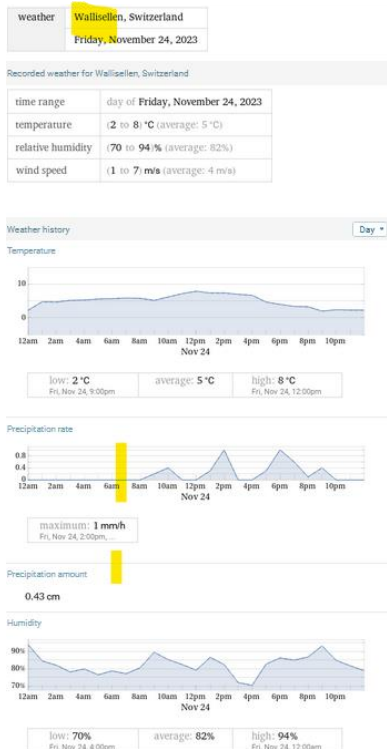 weather Wallisellen, Switzerland
Friday, November 24, 2023
Recorded weather for Wallisellen, Switzerland
time range day of Friday, November 24, 2023
temperature (2 to 8) °C (average: 5 °C)
relative humidity (70 to 94)% (average: 82%)
wind speed (1 to 7) m/s (average: 4 m/s)
Weather history Day
Temperature
10
0
12am 2am 4am 6am 8am 10am 12pm 2pm 4pm 6pm 8pm 10pm
Nov 24
low: 2 °C average: 5 °C high: 8 °C
Fri, Nov 24, 9:00pm Fri, Nov 24, 12:00pm
Precipitation rate
0.8
0.4
0
12am 2am 4am 6am 8am 10am 12pm 2pm 4pm 6pm 8pm 10pm
Nov 24
maximum: 1 mm/h
Fri, Nov 24, 2:00pm, ...
Precipitation amount
0.43 cm
Humidity
90%
80%
70%
12am 2am 4am 6am 8am 10am 12pm 2pm 4pm 6pm 8pm 10pm
Nov 24
low: 70% average: 82% high: 94%
Fri, Nov 24, 4:00pm Fri, Nov 24, 12:00am